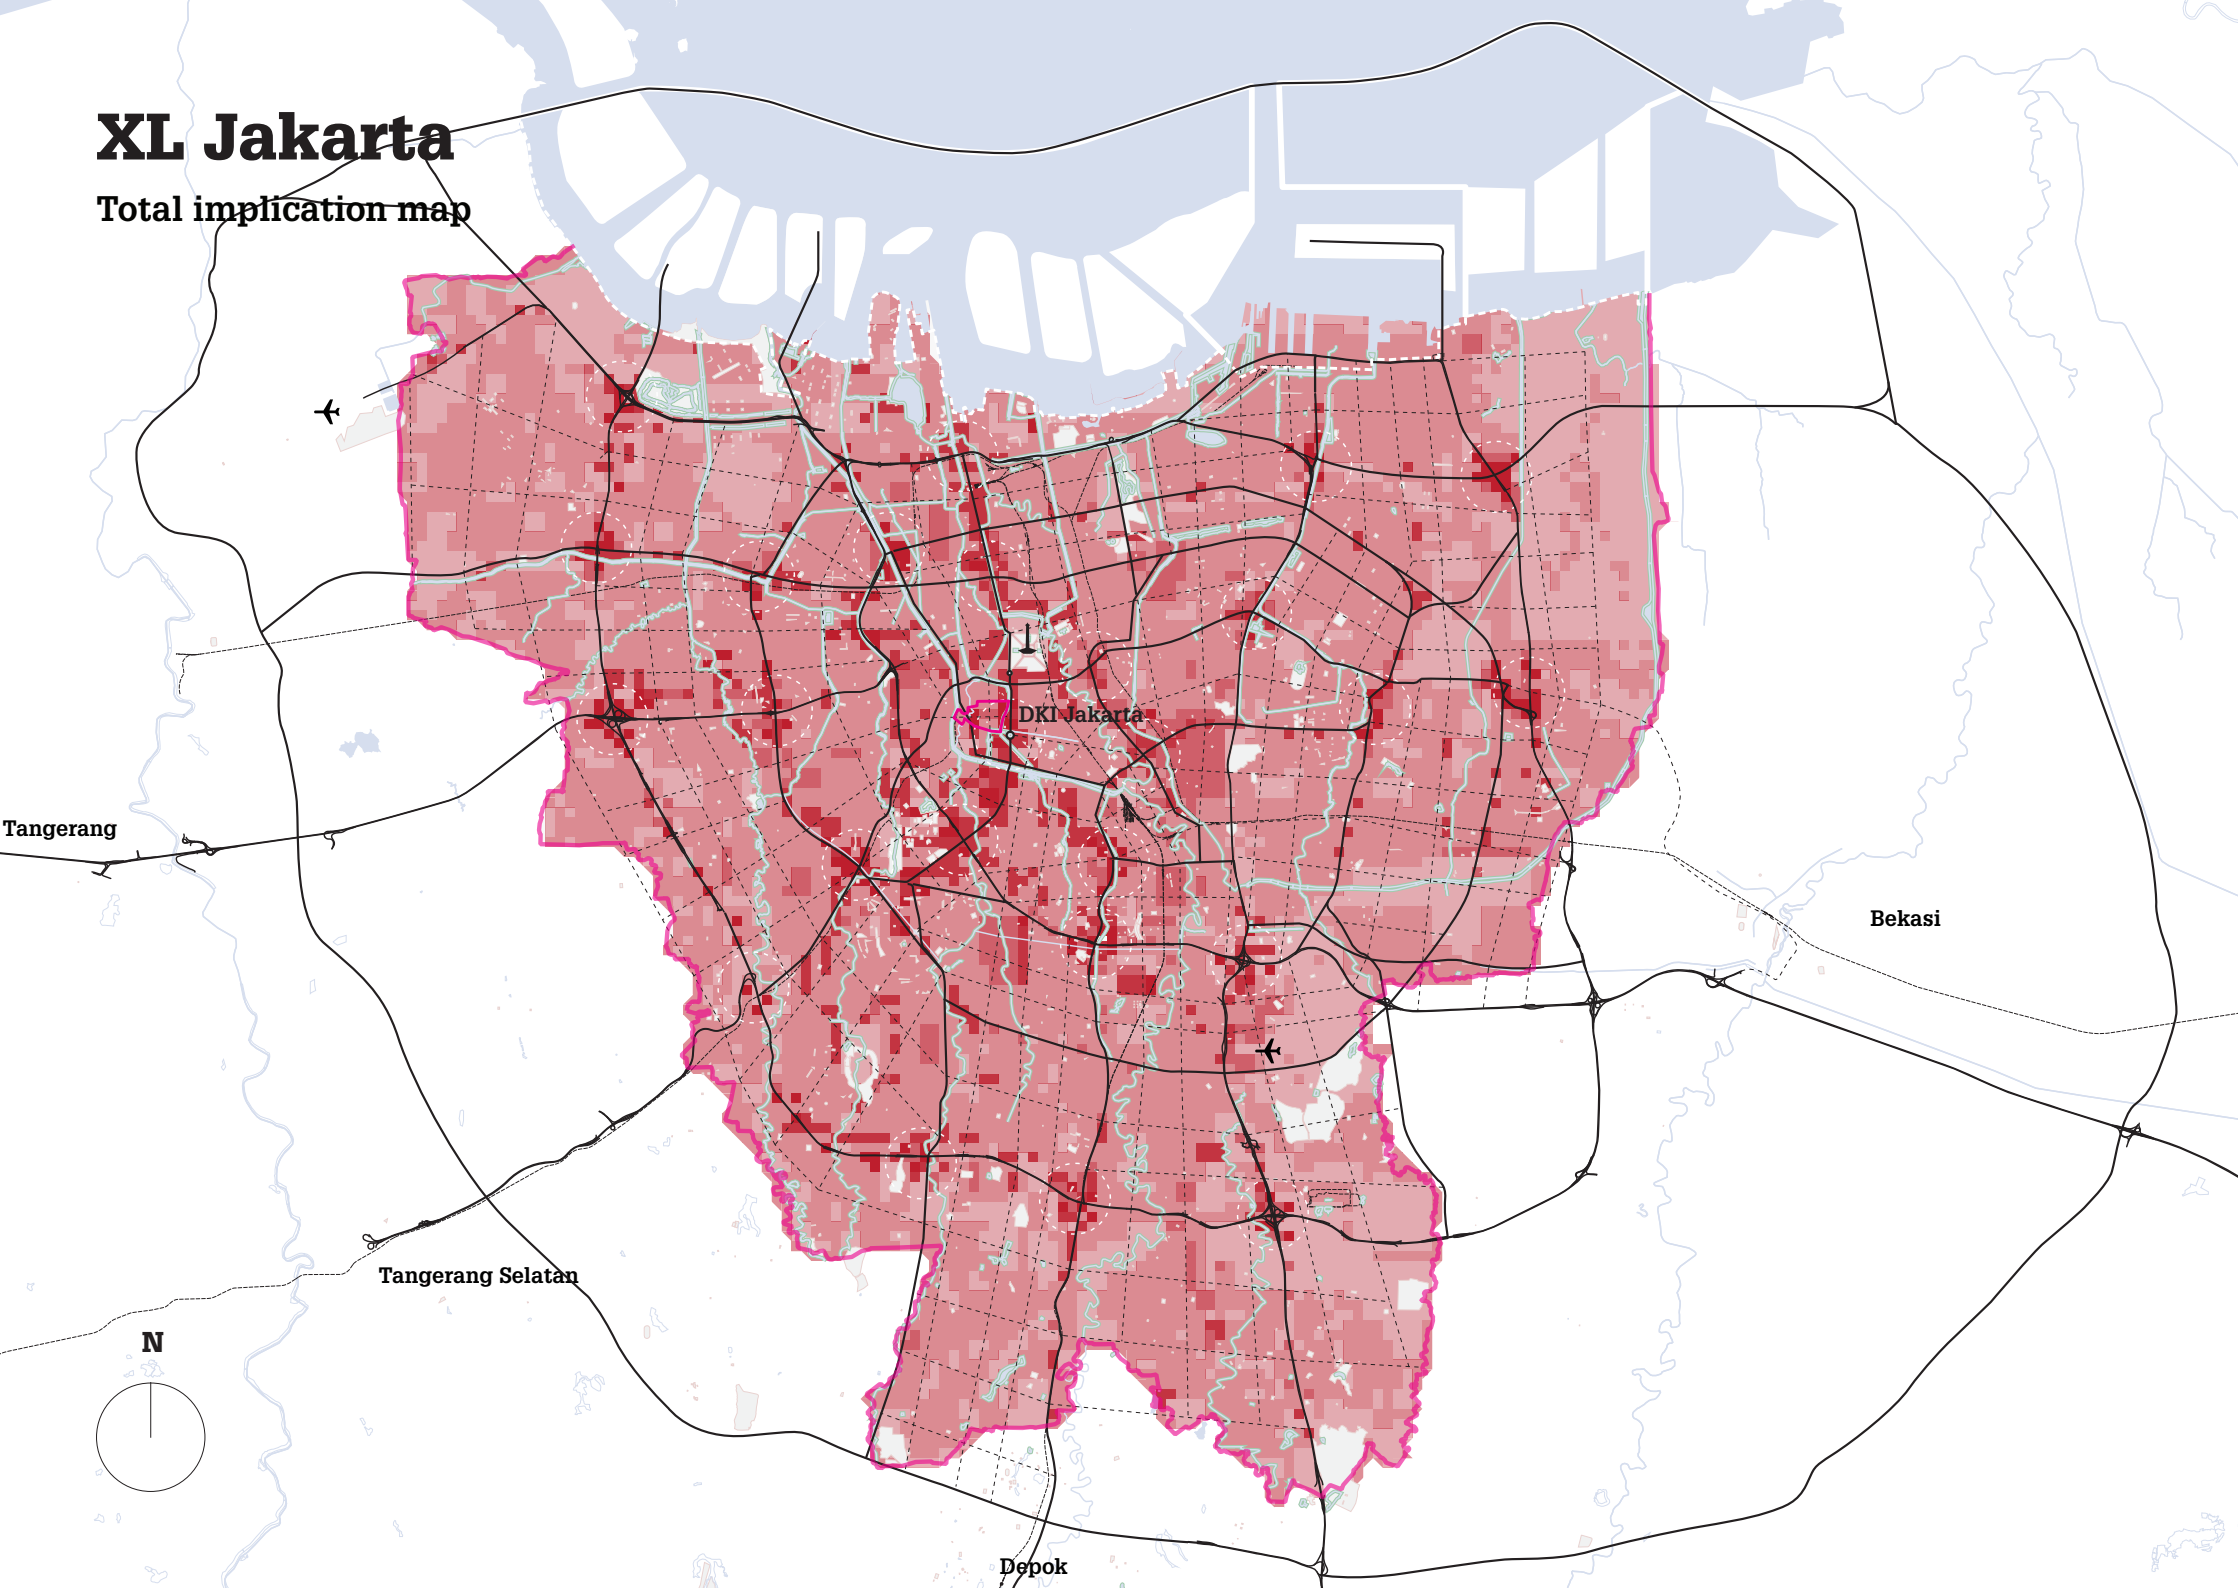 XL Jakarta
Total implication map
DKI Jakarta
Tangerang
Bekasi
Tangerang Selatan
N
Depok